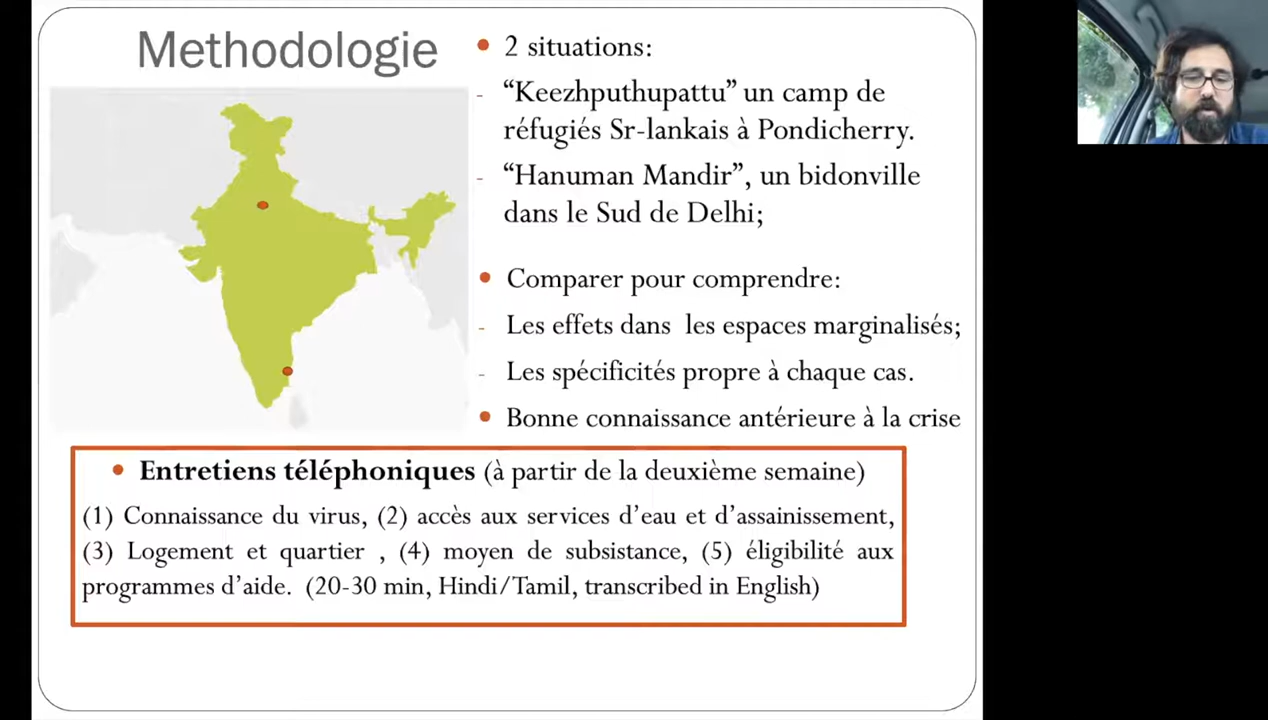 Methodologie
• 2 situations:
- “Keezhputhupattu” un camp de
réfugiés Sr-lankais à Pondicherry.
- “Hanuman Mandir”, un bidonville
dans le Sud de Delhi;
• Comparer pour comprendre:
- Les effets dans les espaces marginalisés;
- Les spécificités propre à chaque cas.
• Bonne connaissance antérieure à la crise
• Entretiens téléphoniques (à partir de la deuxième semaine)
(1) Connaissance du virus, (2) accès aux services d’eau et d’assainissement,
(3) Logement et quartier , (4) moyen de subsistance, (5) éligibilité aux
programmes d’aide. (20-30 min, Hindi/Tamil, transcribed in English)